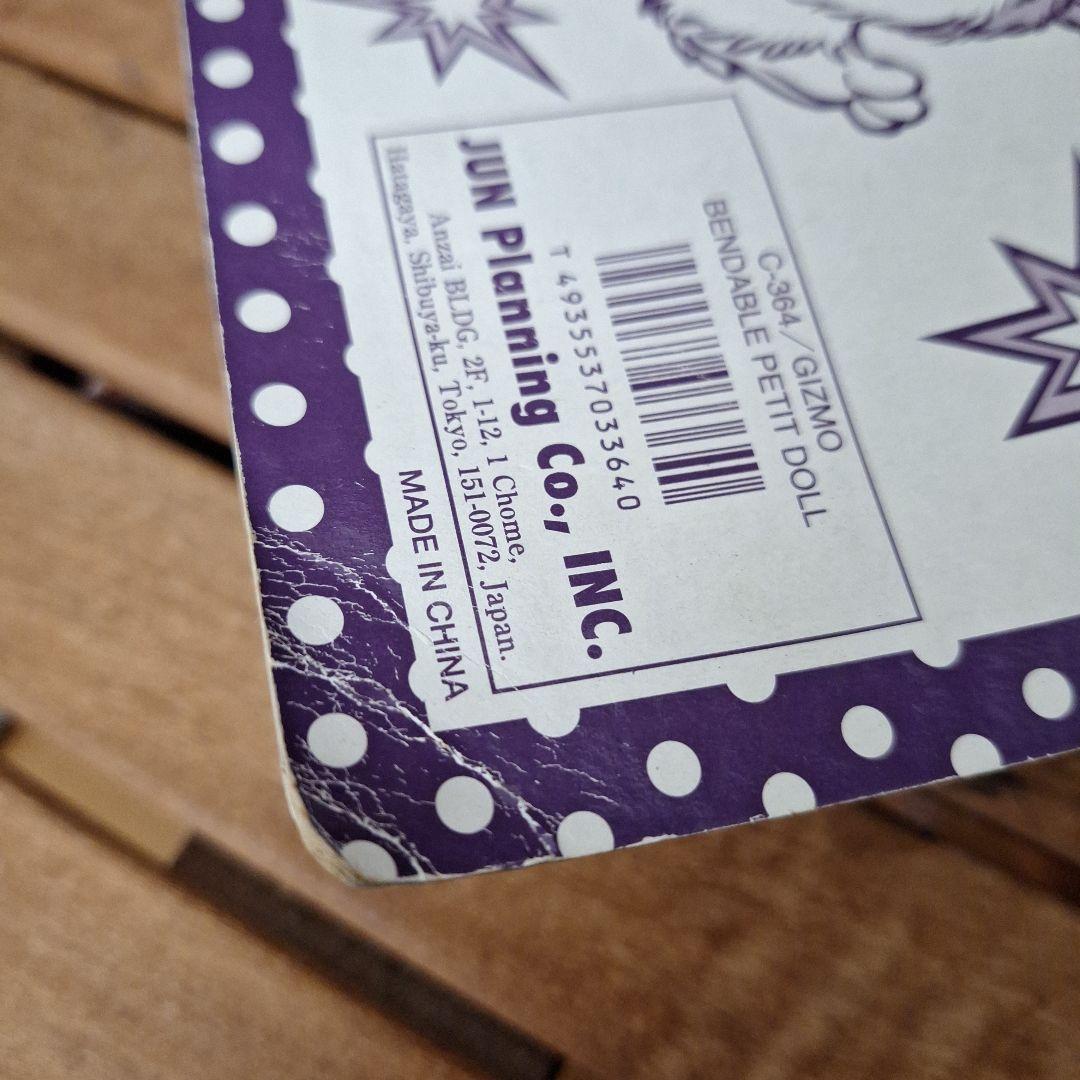 C-364/GIZMO
BENDABLE PETIT DOLL
T 4935537033640
JUN Planning Co., INC.
Anzai BLDG, 2F, 1-12, 1 Chome,
Hatagaya, Shibuya-ku, Tokyo, 151-0072, Japan.
MADE IN CHINA